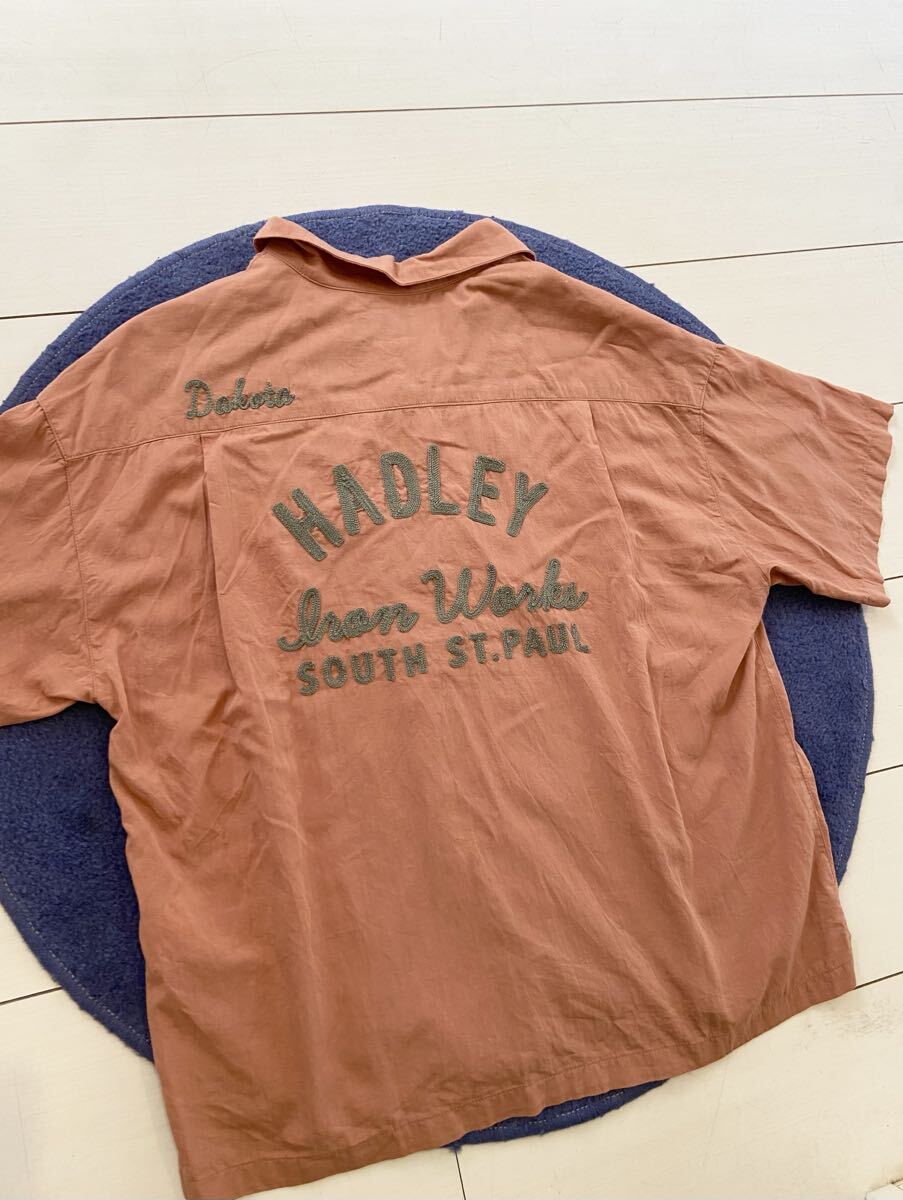 Dakota
HADLEY
Iron Works
SOUTH ST.PAUL